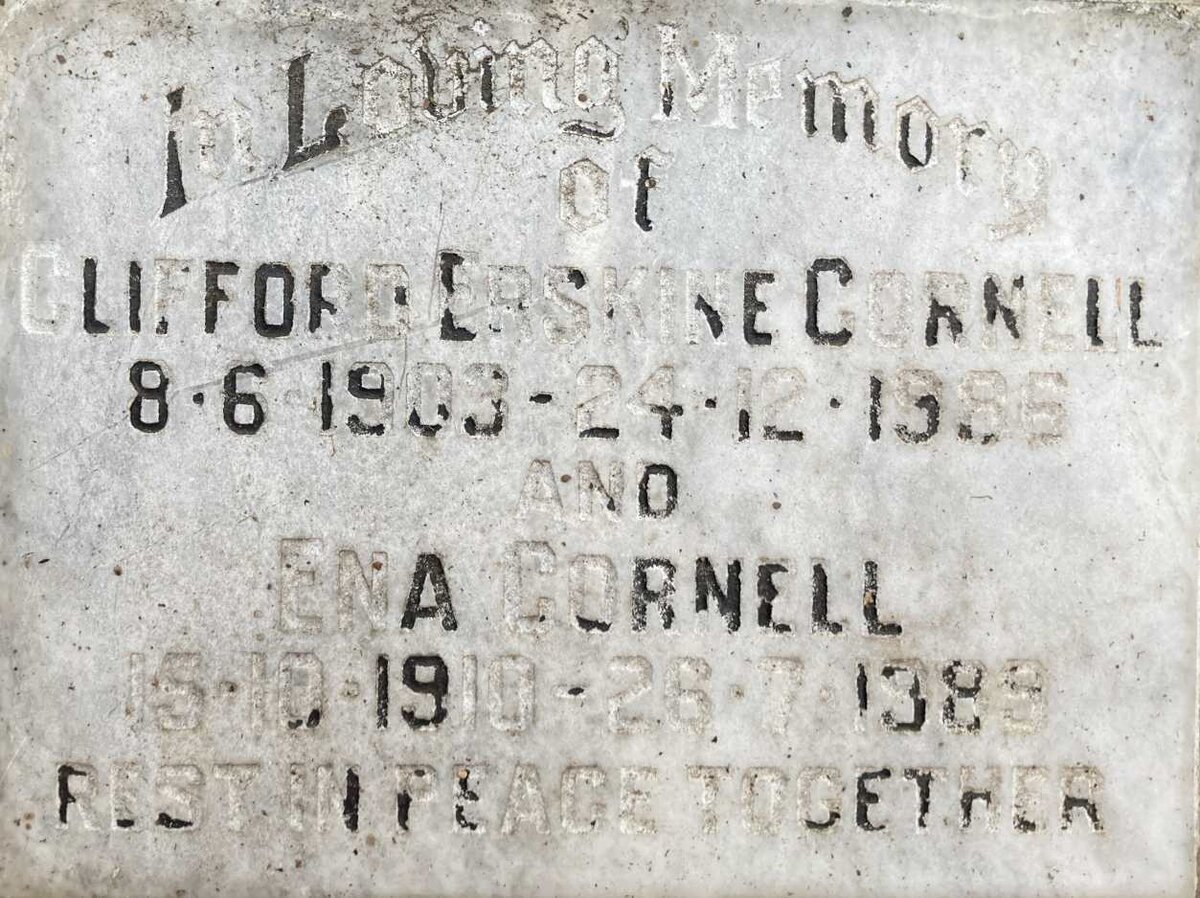 In Loving Memory
of
CLIFFORD ERSKINE CORNELL
8·6·1903 - 24·12·1986
AND
ENA CORNELL
15·10·1910 - 26·7·1989
REST IN PEACE TOGETHER